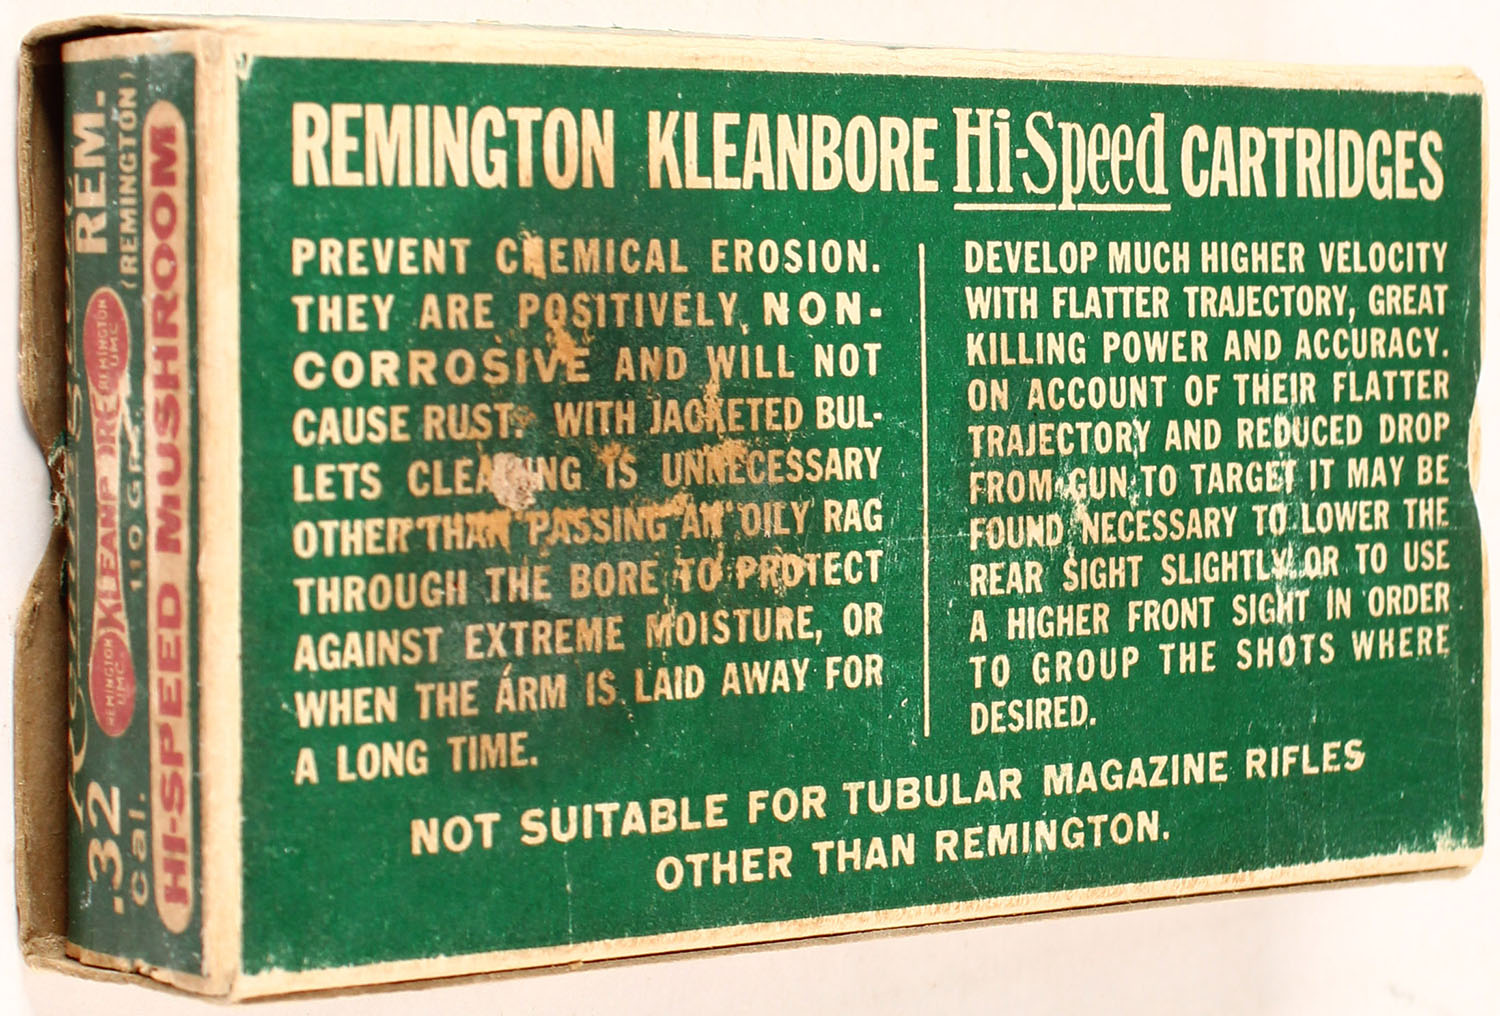 REMINGTON KLEANBORE Hi-Speed CARTRIDGES
PREVENT CHEMICAL EROSION.
THEY ARE POSITIVELY NON-
CORROSIVE AND WILL NOT
CAUSE RUST. WITH JACKETED BUL-
LETS CLEANING IS UNNECESSARY
OTHER THAN PASSING AN OILY RAG
THROUGH THE BORE TO PROTECT
AGAINST EXTREME MOISTURE, OR
WHEN THE ARM IS LAID AWAY FOR
A LONG TIME.
DEVELOP MUCH HIGHER VELOCITY
WITH FLATTER TRAJECTORY, GREAT
KILLING POWER AND ACCURACY.
ON ACCOUNT OF THEIR FLATTER
TRAJECTORY AND REDUCED DROP
FROM GUN TO TARGET IT MAY BE
FOUND NECESSARY TO LOWER THE
REAR SIGHT SLIGHTLY OR TO USE
A HIGHER FRONT SIGHT IN ORDER
TO GROUP THE SHOTS WHERE
DESIRED.
NOT SUITABLE FOR TUBULAR MAGAZINE RIFLES
OTHER THAN REMINGTON.
.32 REM.
Cal. 110 GR. (REMINGTON)
REMINGTON UMC. KLEANBORE REMINGTON UMC.
HI-SPEED MUSHROOM